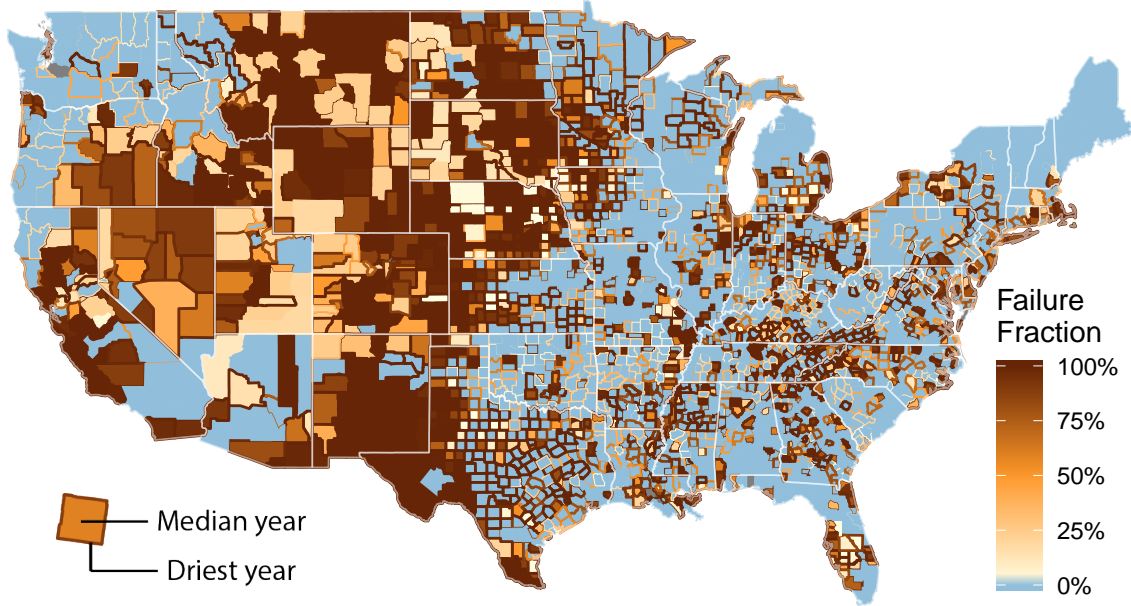 Failure
Fraction
100%
75%
50%
25%
0%
Median year
Driest year